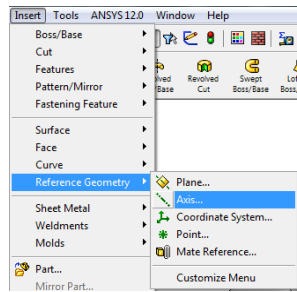 Insert Tools ANSYS 12.0 Window Help
Boss/Base
Cut
Features
Pattern/Mirror
Fastening Feature
Surface
Face
Curve
Reference Geometry
Sheet Metal
Weldments
Molds
Part...
Mirror Part...
Revolved Cut
Swept Boss/Base
Plane...
Axis...
Coordinate System...
Point...
Mate Reference...
Customize Menu